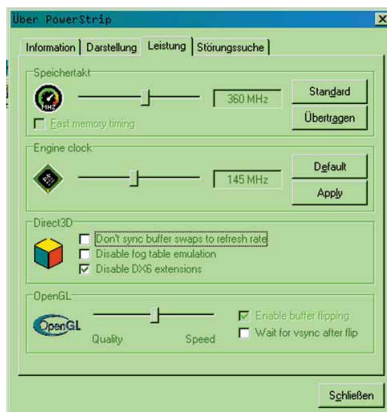 Über PowerStrip
Information Darstellung Leistung Störungssuche
Speichertakt
MHZ
360 MHz
Standard
Übertragen
Fast memory timing
Engine clock
145 MHz
Default
Apply
Direct3D
Don't sync buffer swaps to refresh rate
Disable fog table emulation
Disable DX6 extensions
OpenGL
OpenGL
Quality Speed
Enable buffer flipping
Wait for vsync after flip
Schließen